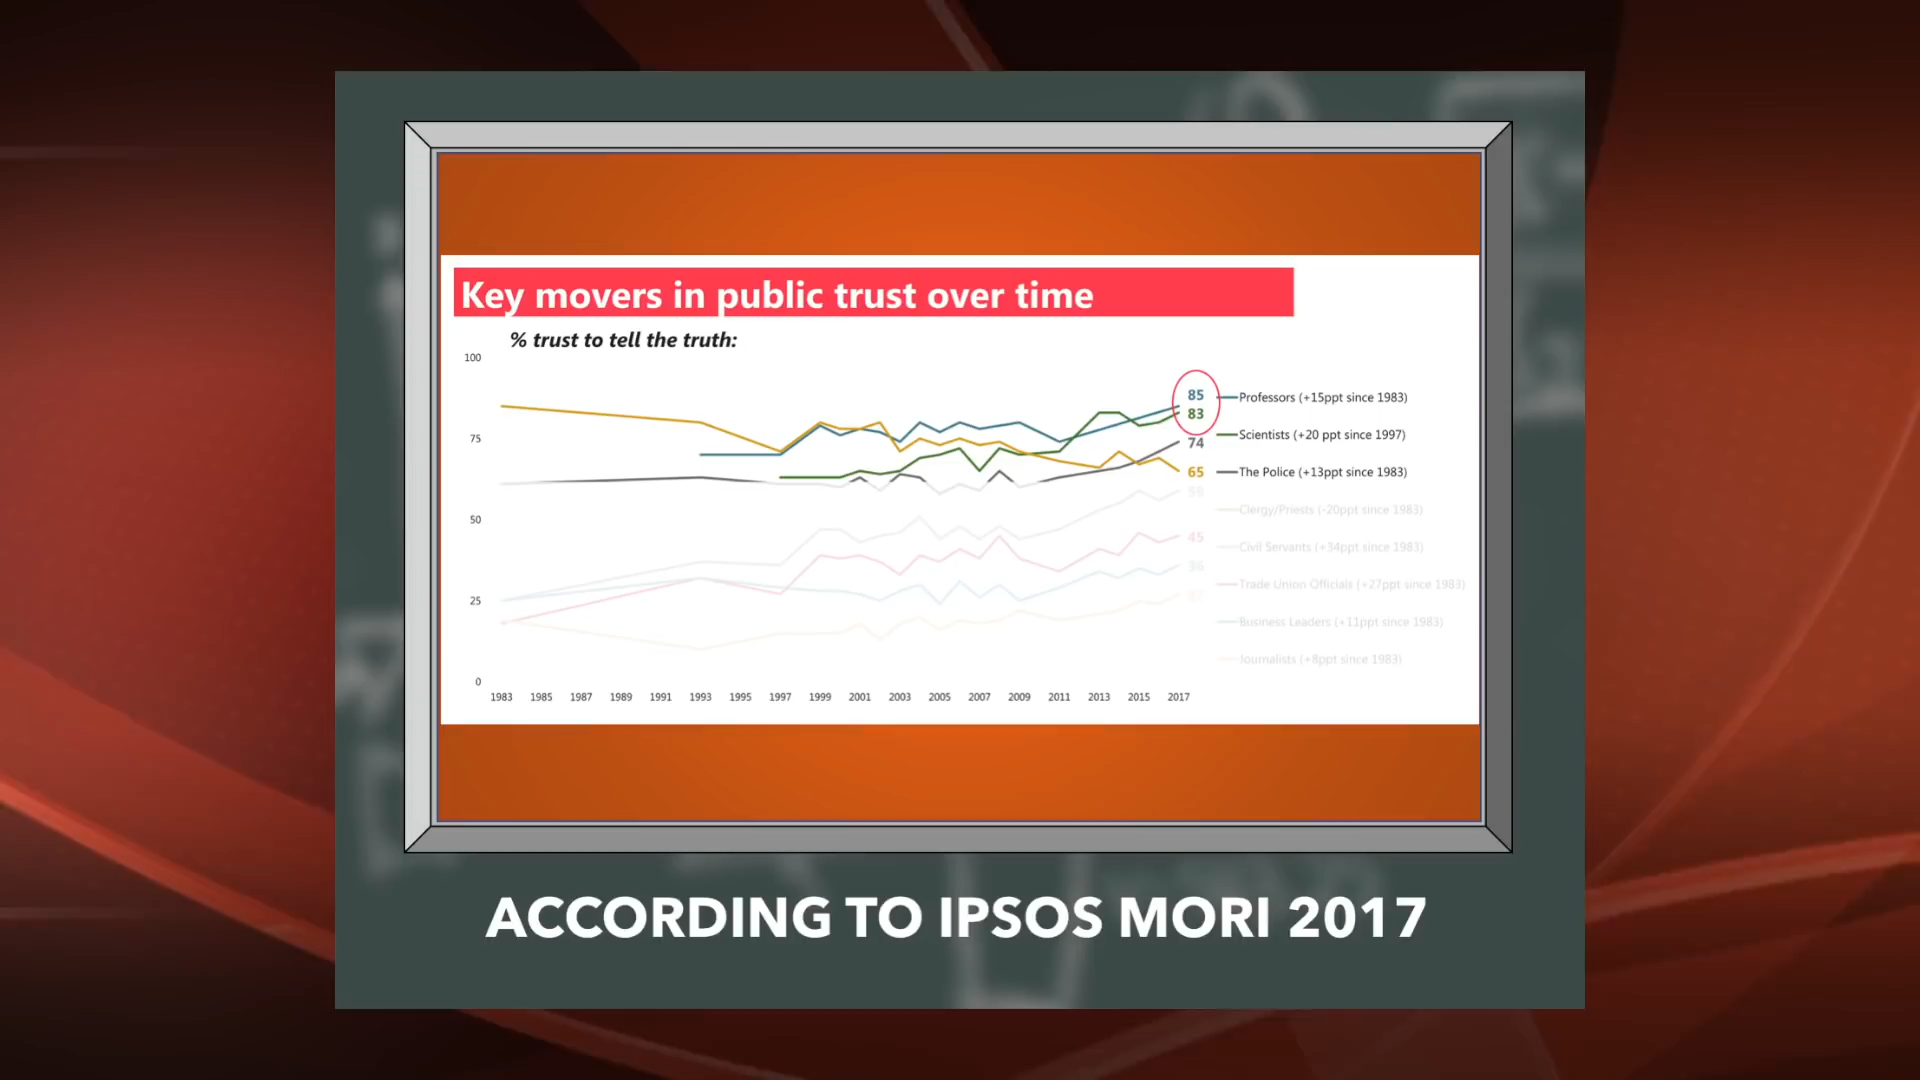 Key movers in public trust over time
% trust to tell the truth:
100
75
50
25
0
85
83
74
65
59
45
36
27
Professors (+15ppt since 1983)
Scientists (+20 ppt since 1997)
The Police (+13ppt since 1983)
Clergy/Priests (-20ppt since 1983)
Civil Servants (+34ppt since 1983)
Trade Union Officials (+27ppt since 1983)
Business Leaders (+11ppt since 1983)
Journalists (+8ppt since 1983)
1983 1985 1987 1989 1991 1993 1995 1997 1999 2001 2003 2005 2007 2009 2011 2013 2015 2017
ACCORDING TO IPSOS MORI 2017